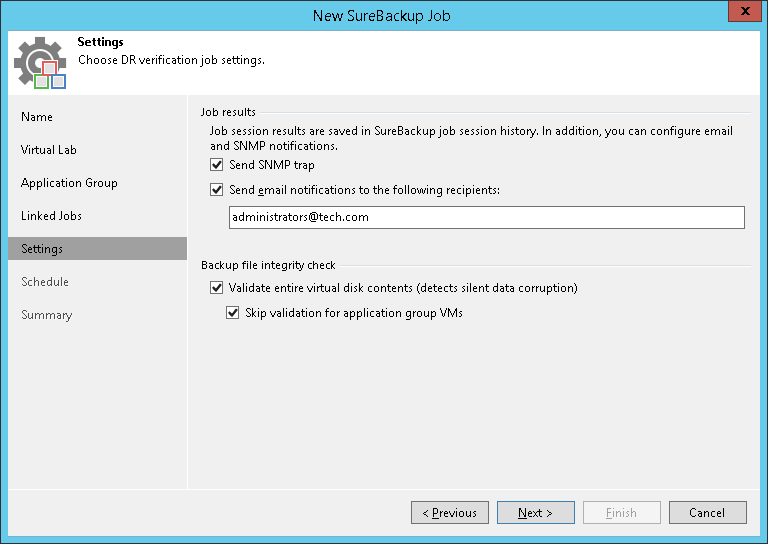 New SureBackup Job
x
Settings
Choose DR verification job settings.
Name
Virtual Lab
Application Group
Linked Jobs
Settings
Schedule
Summary
Job results
Job session results are saved in SureBackup job session history. In addition, you can configure email
and SNMP notifications.
Send SNMP trap
Send email notifications to the following recipients:
administrators@tech.com
Backup file integrity check
Validate entire virtual disk contents (detects silent data corruption)
Skip validation for application group VMs
< Previous
Next >
Finish
Cancel